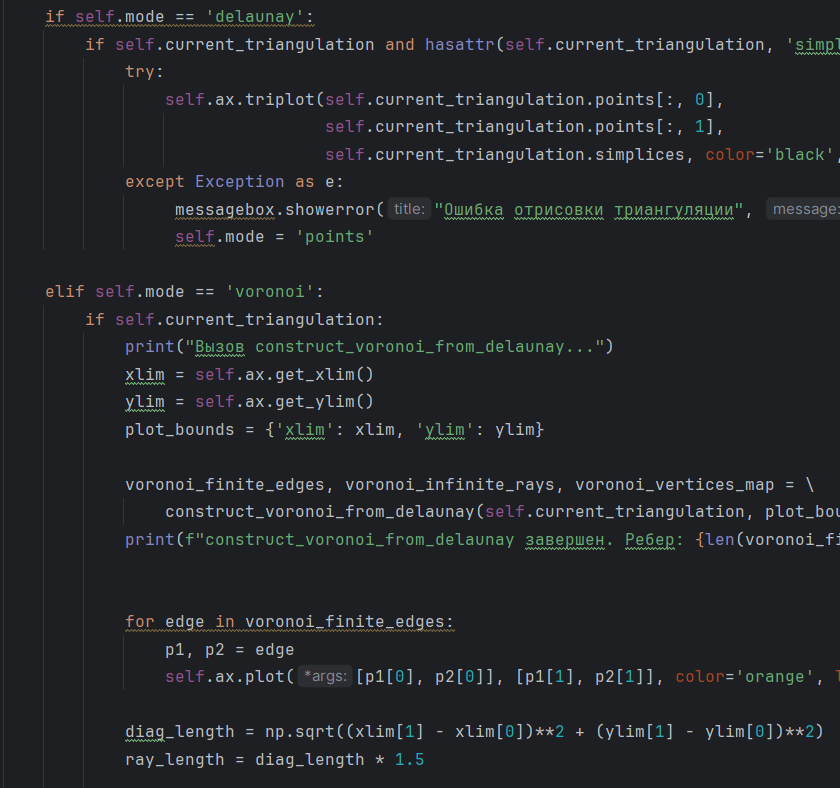 if self.mode == 'delaunay':
if self.current_triangulation and hasattr(self.current_triangulation, 'simpl
try:
self.ax.triplot(self.current_triangulation.points[:, 0],
self.current_triangulation.points[:, 1],
self.current_triangulation.simplices, color='black',
except Exception as e:
messagebox.showerror( title: "Ошибка отрисовки триангуляции", message:
self.mode = 'points'
elif self.mode == 'voronoi':
if self.current_triangulation:
print("Вызов construct_voronoi_from_delaunay...")
xlim = self.ax.get_xlim()
ylim = self.ax.get_ylim()
plot_bounds = {'xlim': xlim, 'ylim': ylim}
voronoi_finite_edges, voronoi_infinite_rays, voronoi_vertices_map = \
construct_voronoi_from_delaunay(self.current_triangulation, plot_bou
print(f"construct_voronoi_from_delaunay завершен. Ребер: {len(voronoi_fi
for edge in voronoi_finite_edges:
p1, p2 = edge
self.ax.plot( *args: [p1[0], p2[0]], [p1[1], p2[1]], color='orange', l
diag_length = np.sqrt((xlim[1] - xlim[0])**2 + (ylim[1] - ylim[0])**2)
ray_length = diag_length * 1.5